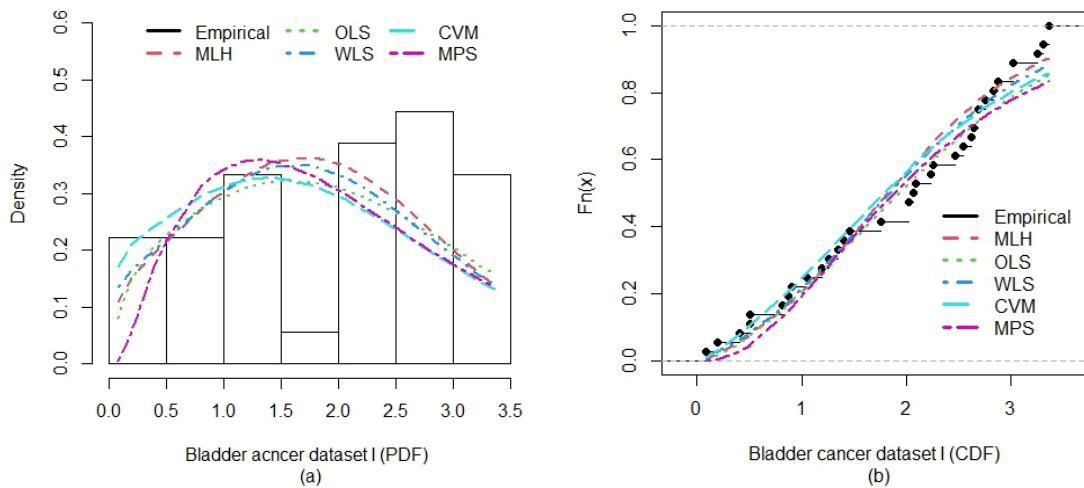 Empirical OLS CVM
MLH WLS MPS
Density
0.0 0.1 0.2 0.3 0.4 0.5 0.6
0.0 0.5 1.0 1.5 2.0 2.5 3.0 3.5
Bladder acncer dataset I (PDF)
(a)
Fn(x)
0.0 0.2 0.4 0.6 0.8 1.0
Empirical
MLH
OLS
WLS
CVM
MPS
0 1 2 3
Bladder cancer dataset I (CDF)
(b)